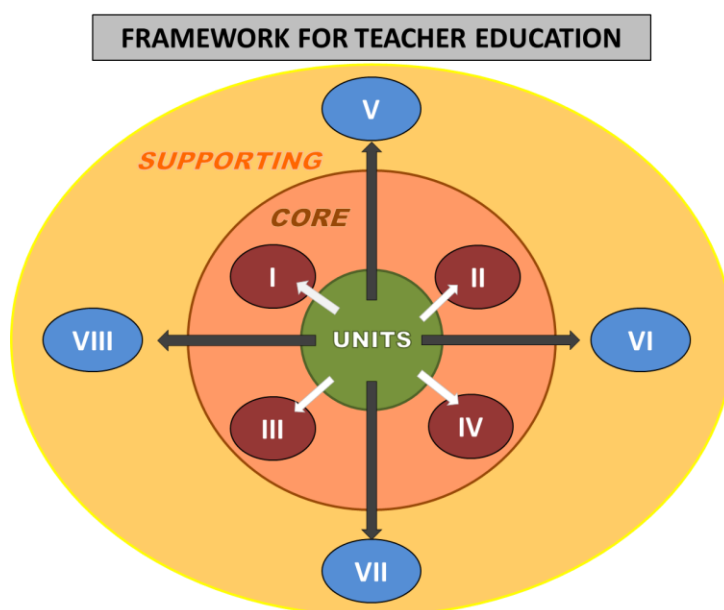 FRAMEWORK FOR TEACHER EDUCATION
V
SUPPORTING
CORE
I
II
VIII
UNITS
VI
III
IV
VII